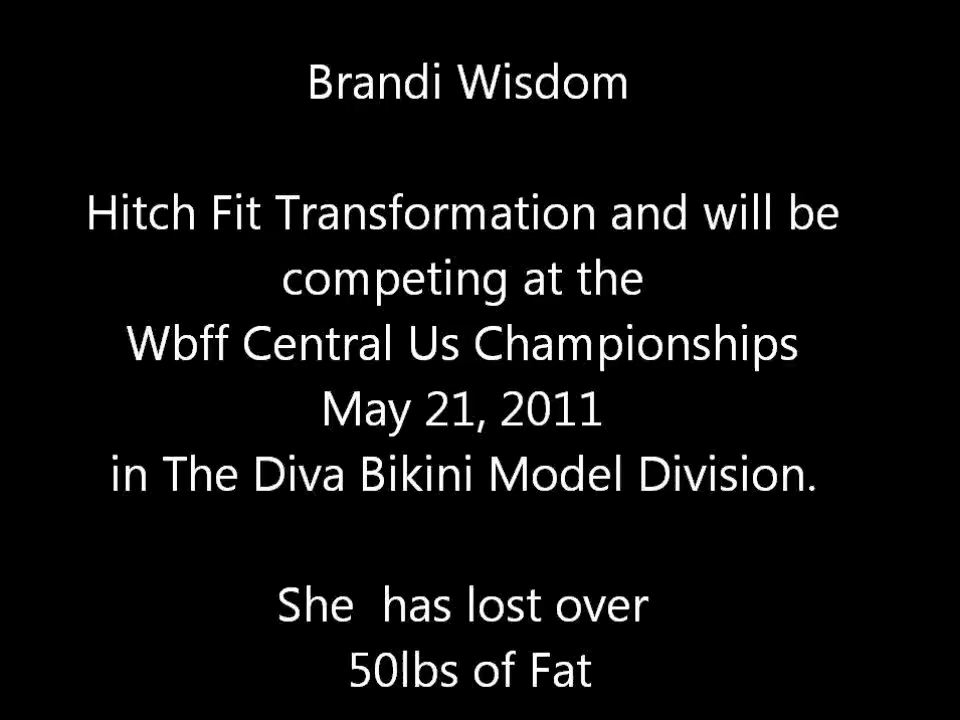 Brandi Wisdom
Hitch Fit Transformation and will be
competing at the
Wbff Central Us Championships
May 21, 2011
in The Diva Bikini Model Division.
She  has lost over
50lbs of Fat